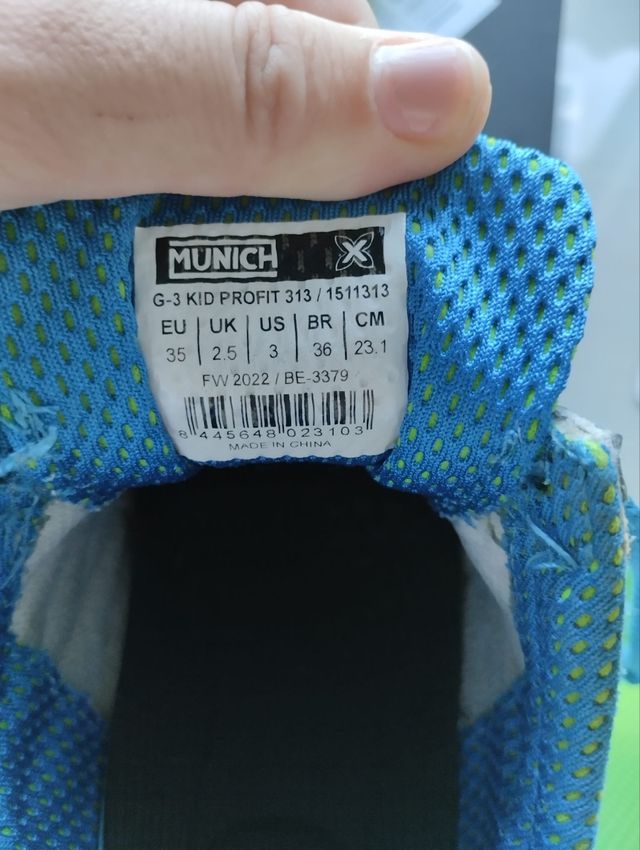 MUNICH
G-3 KID PROFIT 313 / 1511313
EU UK US BR CM
35 2.5 3 36 23.1
FW 2022 / BE-3379
8 445648 023103
MADE IN CHINA